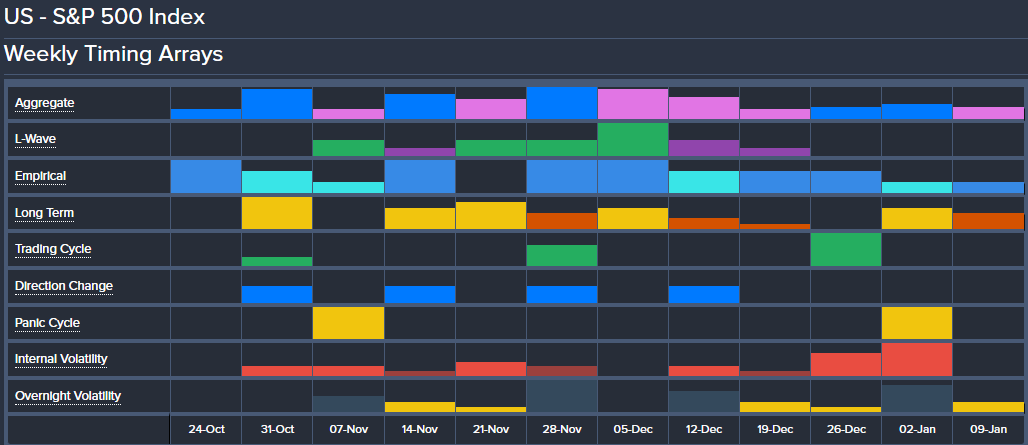 US - S&P 500 Index
Weekly Timing Arrays
Aggregate
L-Wave
Empirical
Long Term
Trading Cycle
Direction Change
Panic Cycle
Internal Volatility
Overnight Volatility
24-Oct 31-Oct 07-Nov 14-Nov 21-Nov 28-Nov 05-Dec 12-Dec 19-Dec 26-Dec 02-Jan 09-Jan